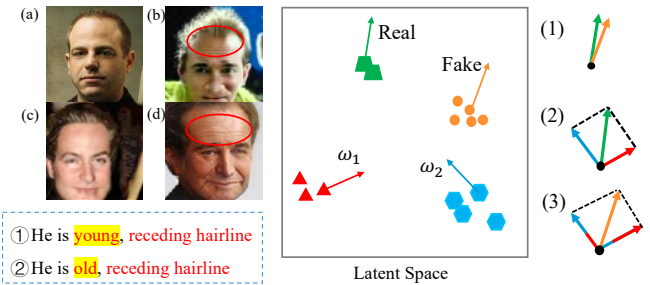 (a)
(b)
(c)
(d)
① He is young, receding hairline
② He is old, receding hairline
Real
Fake
ω₁
ω₂
Latent Space
(1)
(2)
(3)